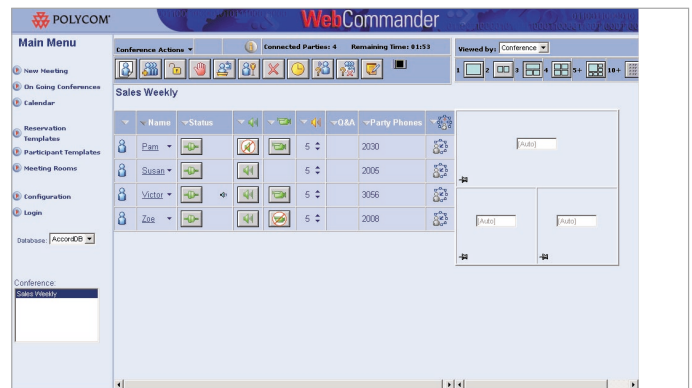 POLYCOM
WebCommander
Main Menu
New Meeting
On Going Conferences
Calendar
Reservation
Templates
Participant Templates
Meeting Rooms
Configuration
Login
Database: AccordDB
Conference:
Sales Weekly
Conference Actions
Connected Parties: 4 Remaining Time: 01:53
Sales Weekly
Name Status Q&A Party Phones
Pam 5 2030
Susan 5 2005
Victor 5 3056
Zoe 5 2008
Viewed by: Conference
1 2 3 4 5+ 10+
[Auto]
[Auto] [Auto]